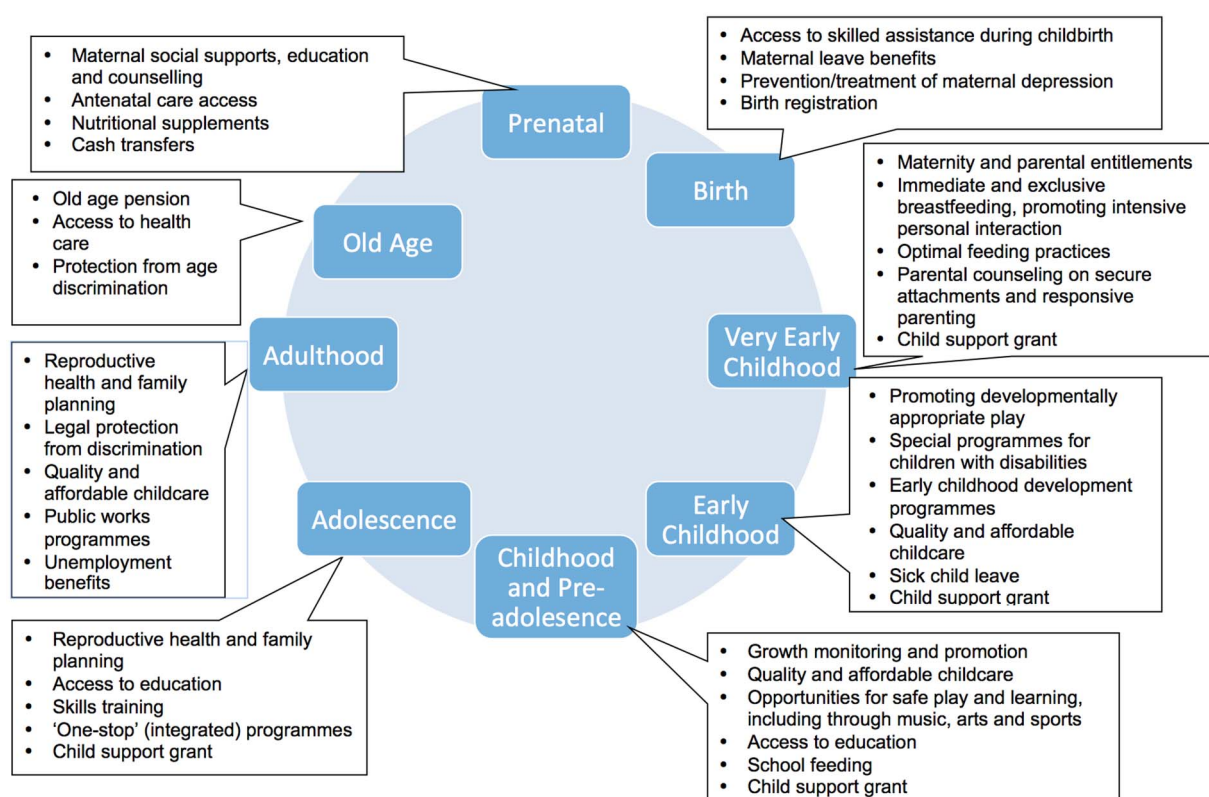 • Maternal social supports, education
and counselling
• Antenatal care access
• Nutritional supplements
• Cash transfers
Prenatal
• Access to skilled assistance during childbirth
• Maternal leave benefits
• Prevention/treatment of maternal depression
• Birth registration
Birth
• Maternity and parental entitlements
• Immediate and exclusive
breastfeeding, promoting intensive
personal interaction
• Optimal feeding practices
• Parental counseling on secure
attachments and responsive
parenting
• Child support grant
Very Early
Childhood
• Promoting developmentally
appropriate play
• Special programmes for
children with disabilities
• Early childhood development
programmes
• Quality and affordable
childcare
• Sick child leave
• Child support grant
Early
Childhood
• Growth monitoring and promotion
• Quality and affordable childcare
• Opportunities for safe play and learning,
including through music, arts and sports
• Access to education
• School feeding
• Child support grant
Childhood
and Pre-
adolesence
• Reproductive health and family
planning
• Access to education
• Skills training
• ‘One-stop’ (integrated) programmes
• Child support grant
Adolescence
• Reproductive
health and family
planning
• Legal protection
from discrimination
• Quality and
affordable childcare
• Public works
programmes
• Unemployment
benefits
Adulthood
• Old age pension
• Access to health
care
• Protection from age
discrimination
Old Age